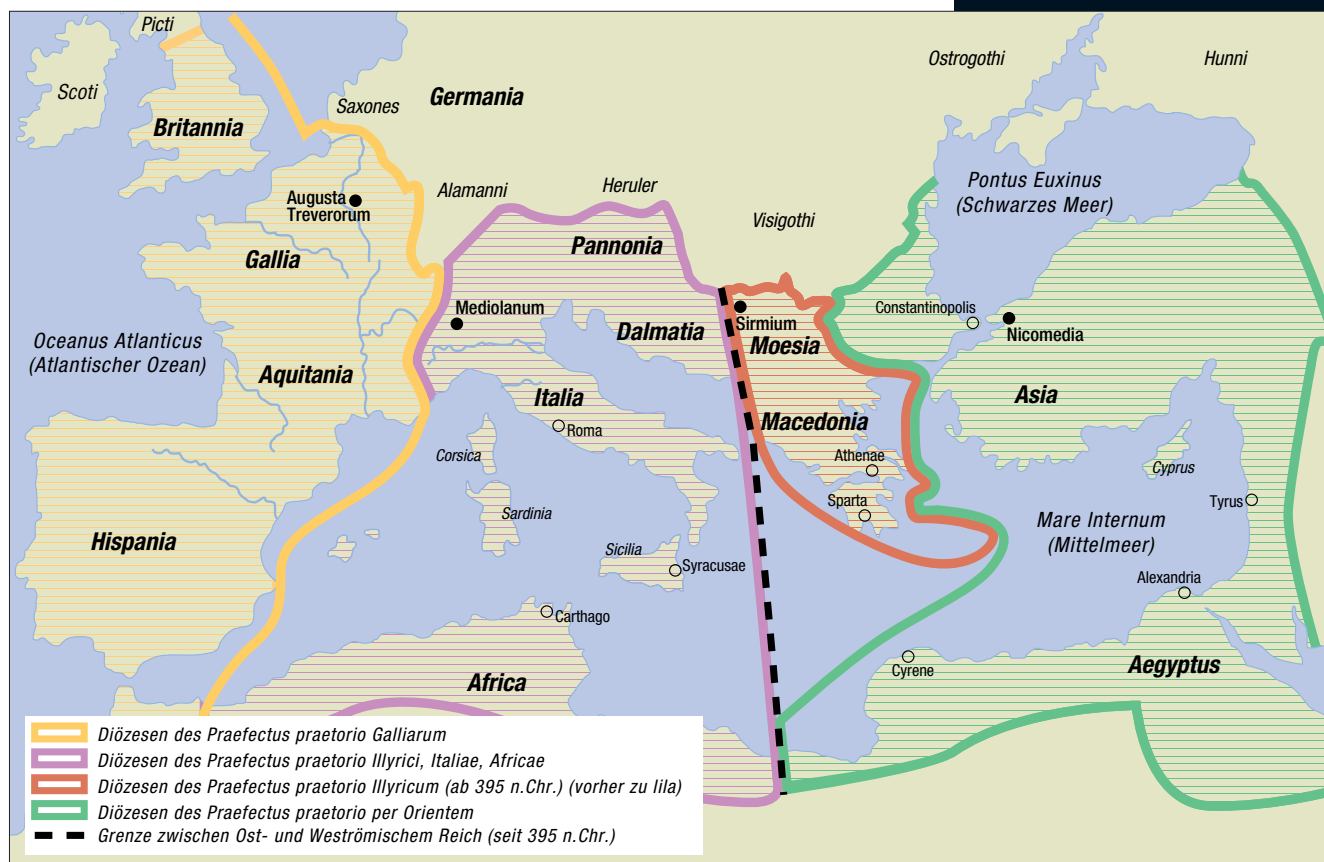 Picti
Scoti
Britannia
Saxones
Germania
Ostrogothi
Hunni
Augusta
Treverorum
Alamanni
Heruler
Visigothi
Pontus Euxinus
(Schwarzes Meer)
Gallia
Pannonia
Mediolanum
Dalmatia
Sirmium
Moesia
Constantinopolis
Nicomedia
Oceanus Atlanticus
(Atlantischer Ozean)
Aquitania
Italia
Roma
Macedonia
Asia
Corsica
Athenae
Cyprus
Sardinia
Sparta
Tyrus
Hispania
Sicilia
Syracusae
Mare Internum
(Mittelmeer)
Alexandria
Carthago
Cyrene
Africa
Aegyptus
Diözesen des Praefectus praetorio Galliarum
Diözesen des Praefectus praetorio Illyrici, Italiae, Africae
Diözesen des Praefectus praetorio Illyricum (ab 395 n.Chr.) (vorher zu lila)
Diözesen des Praefectus praetorio per Orientem
Grenze zwischen Ost- und Weströmischem Reich (seit 395 n.Chr.)